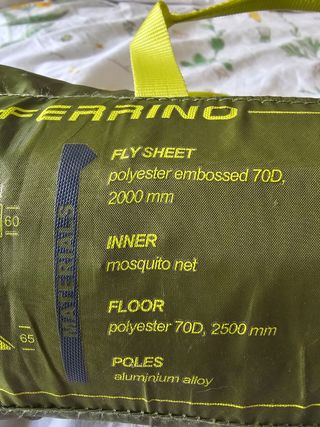 FERRINO
FLY SHEET
polyester embossed 70D,
2000 mm
60
INNER
mosquito net
MATERIALS
FLOOR
polyester 70D, 2500 mm
65
POLES
aluminium alloy